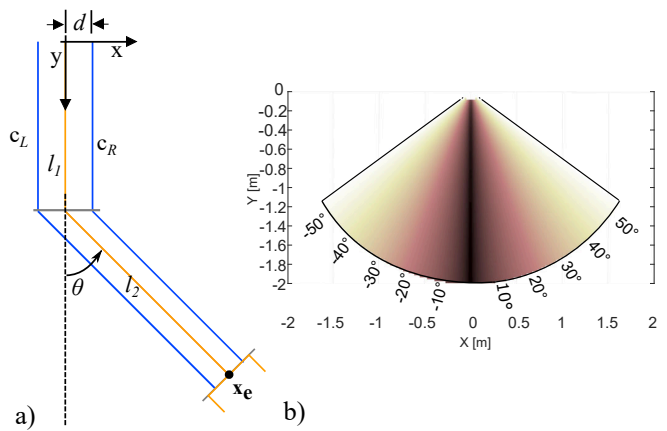 d
x
y
c_L
c_R
l_1
l_2
θ
x_e
a)
0
-0.2
-0.4
-0.6
-0.8
-1
-1.2
-1.4
-1.6
-1.8
-2
Y [m]
-50°
-40°
-30°
-20°
-10°
10°
20°
30°
40°
50°
-2 -1.5 -1 -0.5 0 0.5 1 1.5 2
X [m]
b)